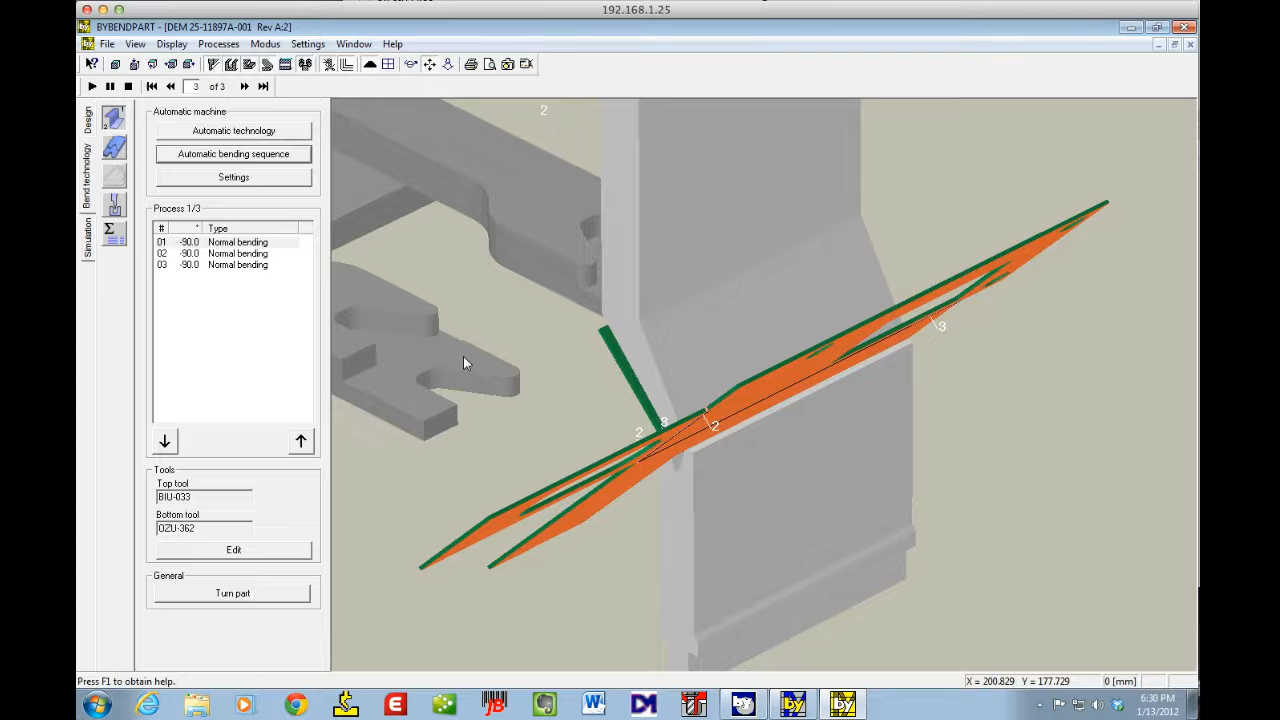 192.168.1.25
BYBENDPART - [DEM 25-11897A-001 Rev A:2]
File View Display Processes Modus Settings Window Help
3 of 3
Design
Bend technology
Simulation
Automatic machine
Automatic technology
Automatic bending sequence
Settings
Process 1/3
# * Type
01 -90.0 Normal bending
02 -90.0 Normal bending
03 -90.0 Normal bending
Tools
Top tool
BIU-033
Bottom tool
OZU-362
Edit
General
Turn part
2
3
3
2
2
Press F1 to obtain help.
X = 200.829 Y = 177.729 0 [mm]
6:30 PM
1/13/2012